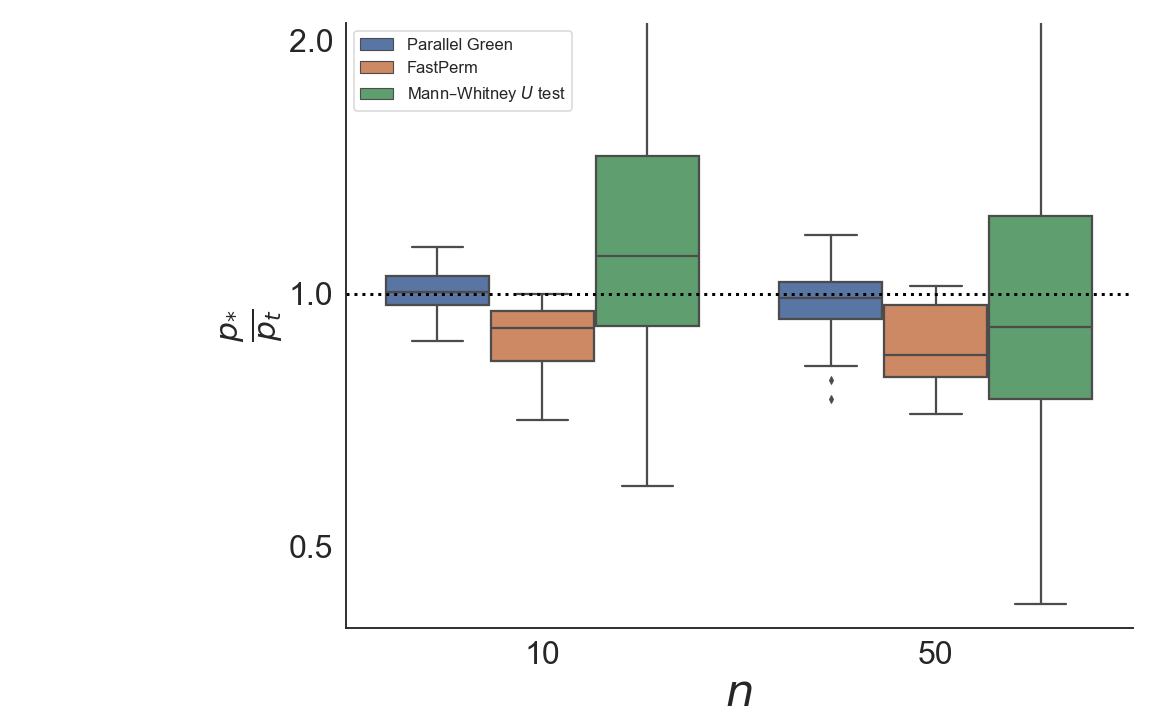 2.0
1.0
0.5
p*
pt
Parallel Green
FastPerm
Mann–Whitney U test
10
50
n